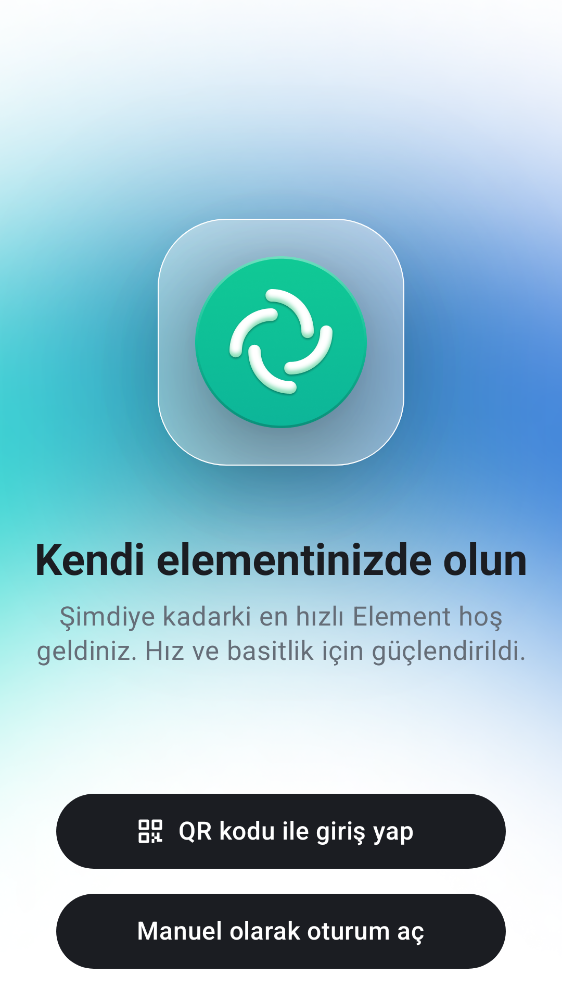 Kendi elementinizde olun
Şimdiye kadarki en hızlı Element hoş
geldiniz. Hız ve basitlik için güçlendirildi.
QR kodu ile giriş yap
Manuel olarak oturum aç